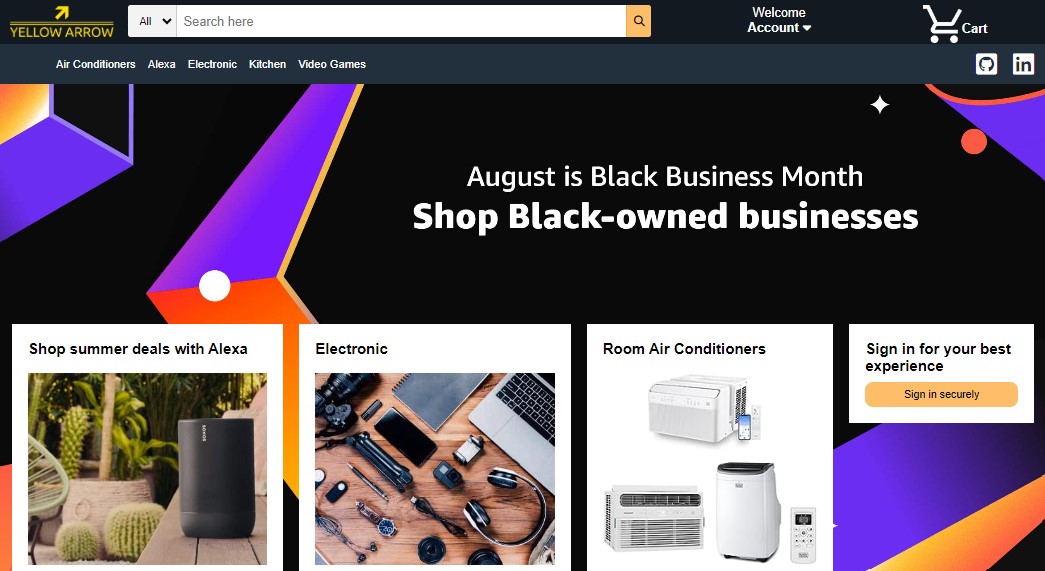 YELLOW ARROW
All
Search here
Welcome
Account
Cart
Air Conditioners
Alexa
Electronic
Kitchen
Video Games
in
August is Black Business Month
Shop Black-owned businesses
Shop summer deals with Alexa
Electronic
Room Air Conditioners
Sign in for your best
experience
Sign in securely
SONOS